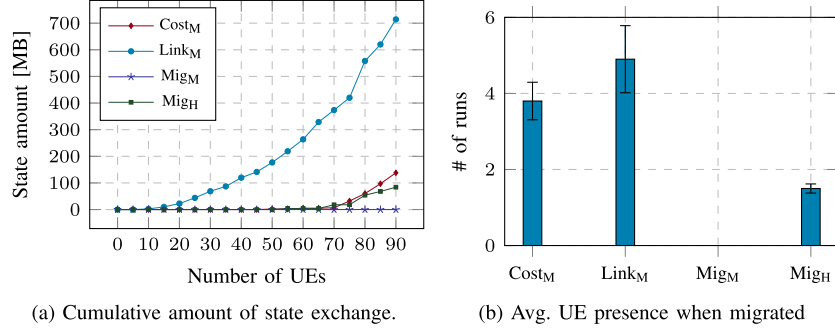 State amount [MB]
700
600
500
400
300
200
100
0
Cost_M
Link_M
Mig_M
Mig_H
0 10 20 30 40 50 60 70 80 90
Number of UEs
(a) Cumulative amount of state exchange.
# of runs
6
4
2
0
Cost_M Link_M Mig_M Mig_H
(b) Avg. UE presence when migrated